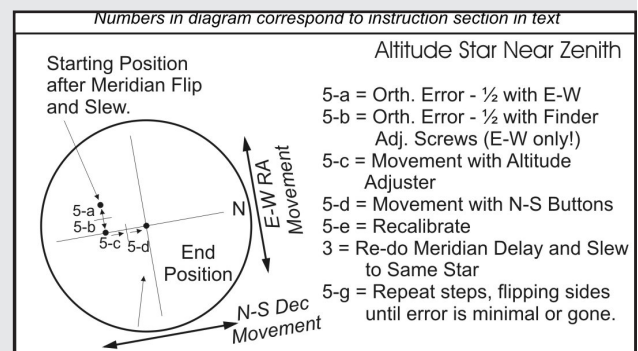 Numbers in diagram correspond to instruction section in text
Altitude Star Near Zenith
Starting Position
after Meridian Flip
and Slew.
5-a
5-b
5-c
5-d
N
End
Position
E-W RA
Movement
N-S Dec
Movement
5-a = Orth. Error - ½ with E-W
5-b = Orth. Error - ½ with Finder
Adj. Screws (E-W only!)
5-c = Movement with Altitude
Adjuster
5-d = Movement with N-S Buttons
5-e = Recalibrate
3 = Re-do Meridian Delay and Slew
to Same Star
5-g = Repeat steps, flipping sides
until error is minimal or gone.